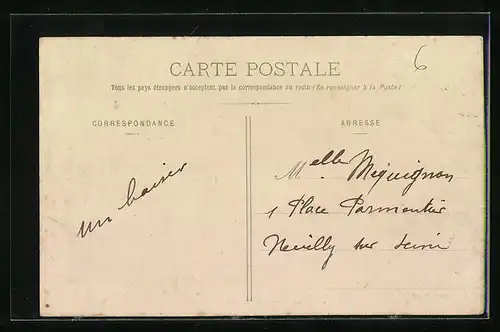 6
CARTE POSTALE
Tous les pays étrangers n'acceptent pas la correspondance au recto (Se renseigner à la Poste)
CORRESPONDANCE
ADRESSE
un baiser
Melle Mequignon
1 Place Parmentier
Neuilly sur Seine